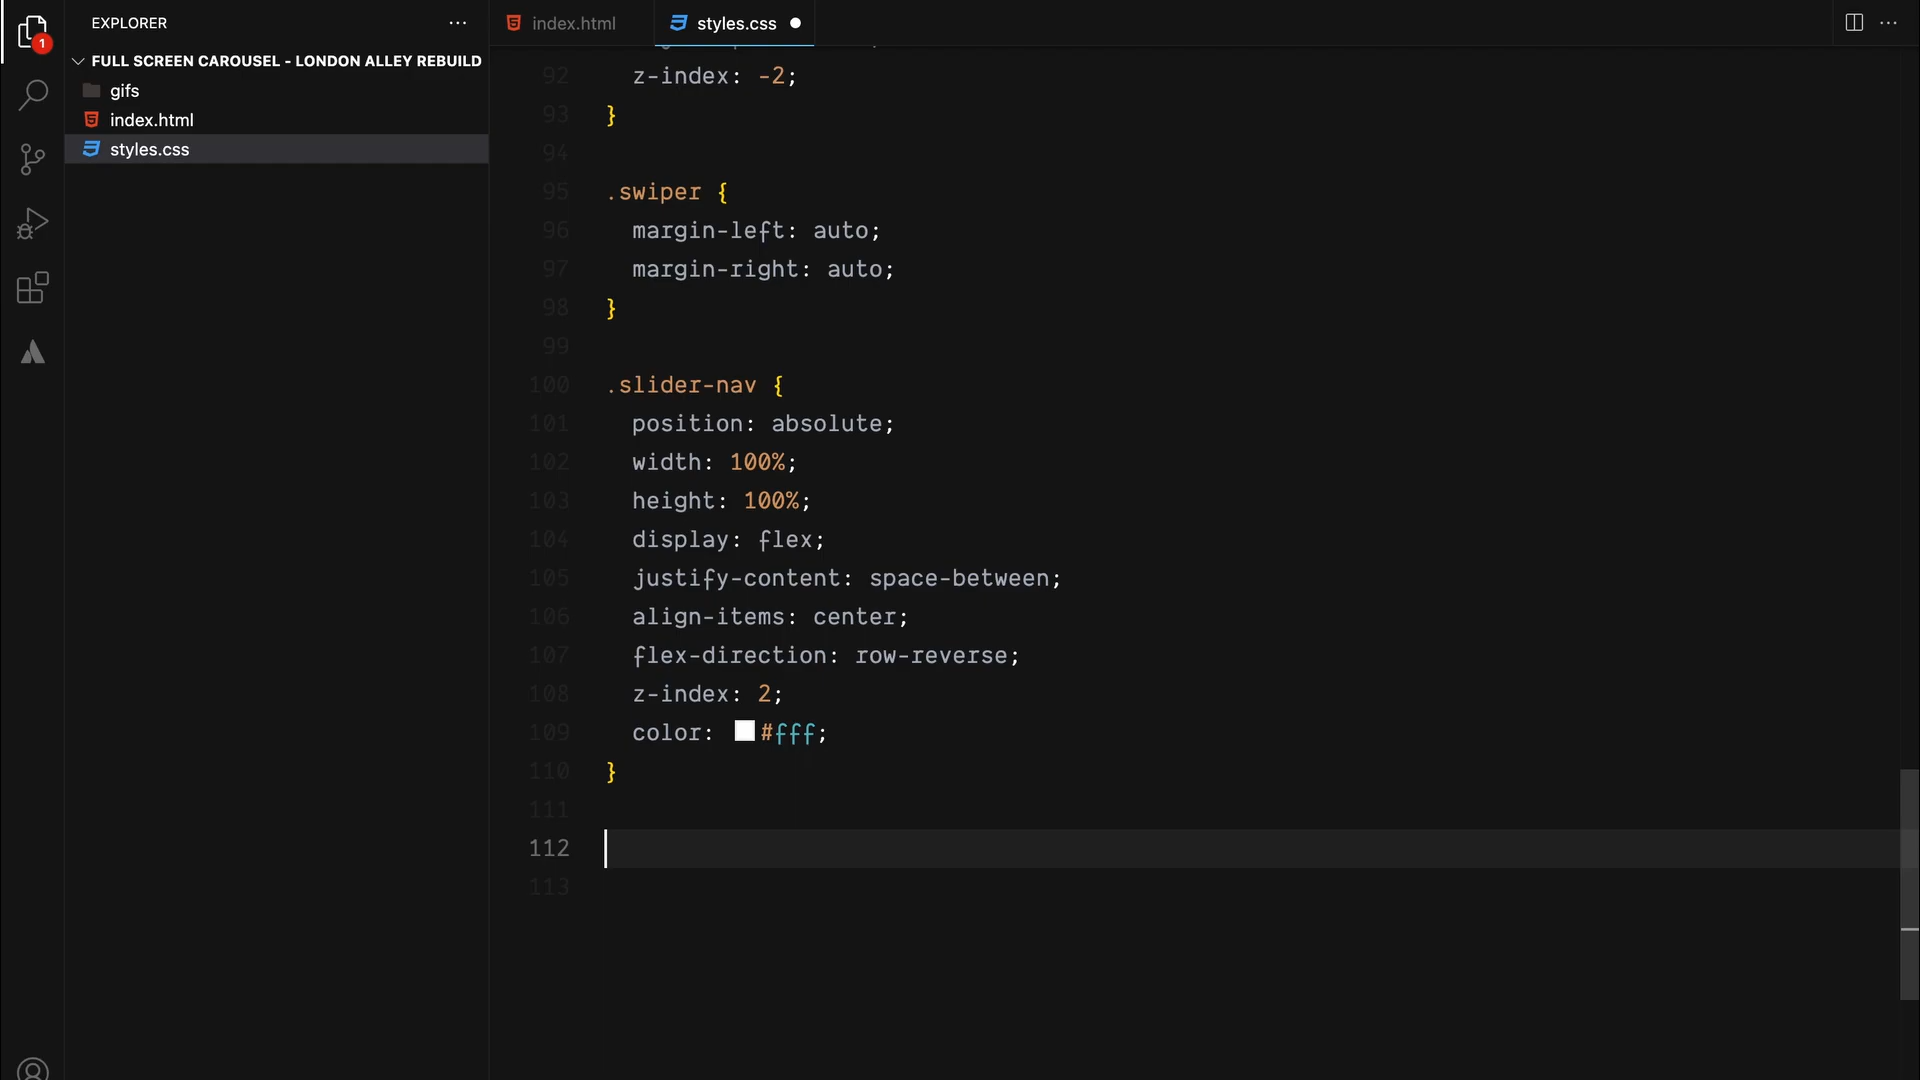 EXPLORER
index.html
styles.css
1
FULL SCREEN CAROUSEL - LONDON ALLEY REBUILD
gifs
index.html
styles.css
92 z-index: -2;
93 }
94
95 .swiper {
96 margin-left: auto;
97 margin-right: auto;
98 }
99
100 .slider-nav {
101 position: absolute;
102 width: 100%;
103 height: 100%;
104 display: flex;
105 justify-content: space-between;
106 align-items: center;
107 flex-direction: row-reverse;
108 z-index: 2;
109 color: #fff;
110 }
111
112
113